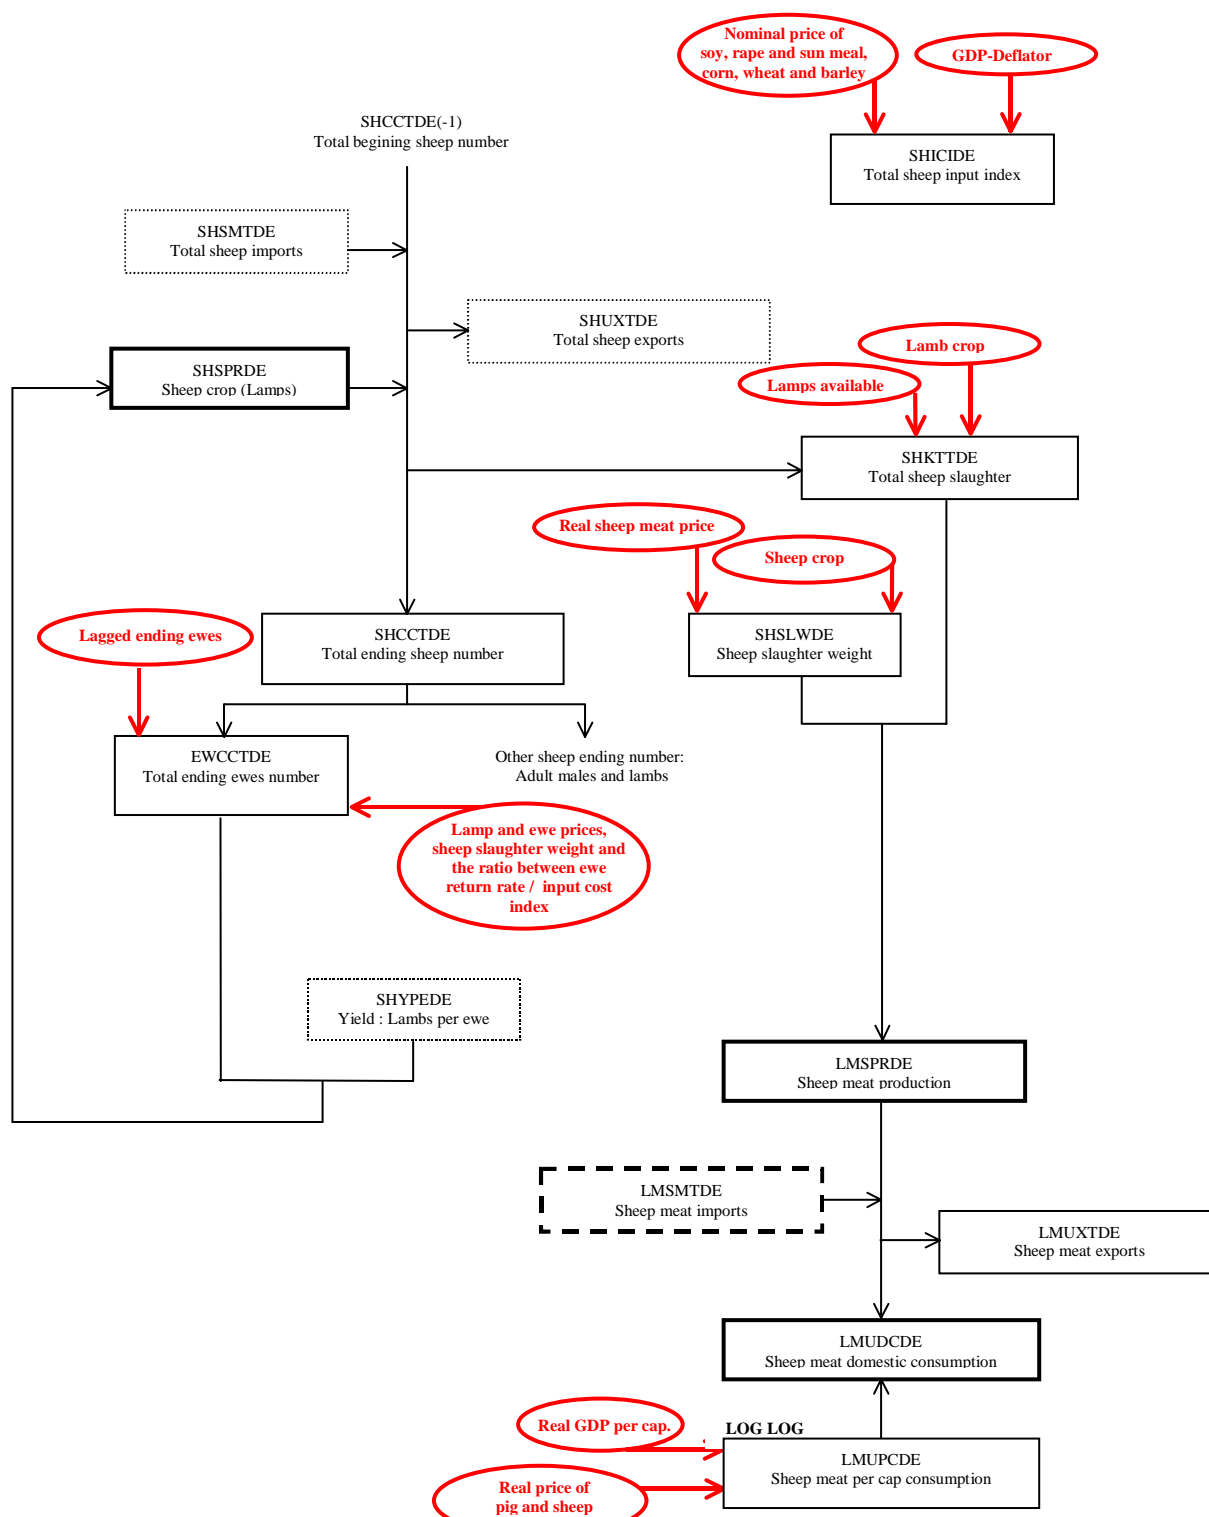 Nominal price of
soy, rape and sun meal,
corn, wheat and barley
GDP-Deflator
SHCCTDE(-1)
Total begining sheep number
SHICIDE
Total sheep input index
SHSMTDE
Total sheep imports
SHUXTDE
Total sheep exports
Lamb crop
SHSPRDE
Sheep crop (Lamps)
Lamps available
SHKTTDE
Total sheep slaughter
Real sheep meat price
Sheep crop
Lagged ending ewes
SHCCTDE
Total ending sheep number
SHSLWDE
Sheep slaughter weight
EWCCTDE
Total ending ewes number
Other sheep ending number:
Adult males and lambs
Lamp and ewe prices,
sheep slaughter weight and
the ratio between ewe
return rate / input cost
index
SHYPEDE
Yield : Lambs per ewe
LMSPRDE
Sheep meat production
LMSMTDE
Sheep meat imports
LMUXTDE
Sheep meat exports
LMUDCDE
Sheep meat domestic consumption
Real GDP per cap.
LOG LOG
LMUPCDE
Sheep meat per cap consumption
Real price of
pig and sheep